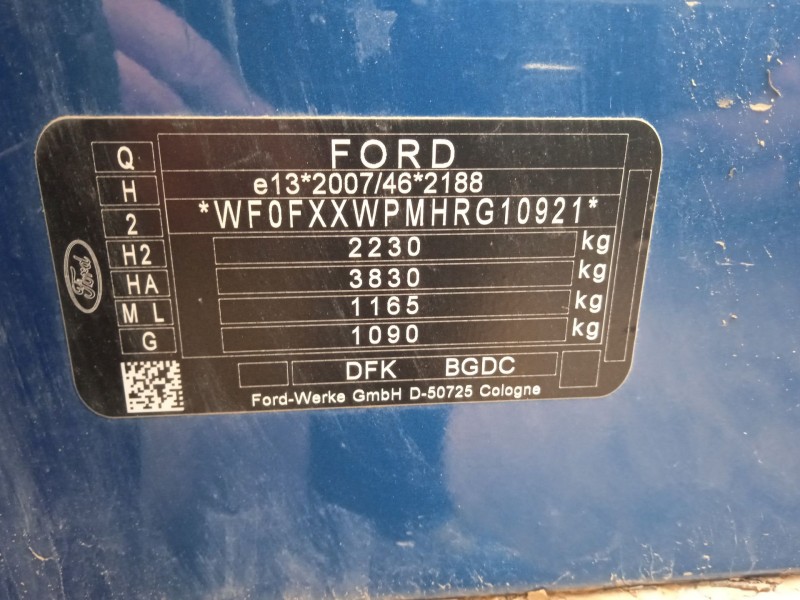 Q
FORD
H
e13*2007/46*2188
2
*WF0FXXWPMHRG10921*
H2
2230 kg
HA
3830 kg
M L
1165 kg
G
1090 kg
DFK BGDC
Ford-Werke GmbH D-50725 Cologne
Ford